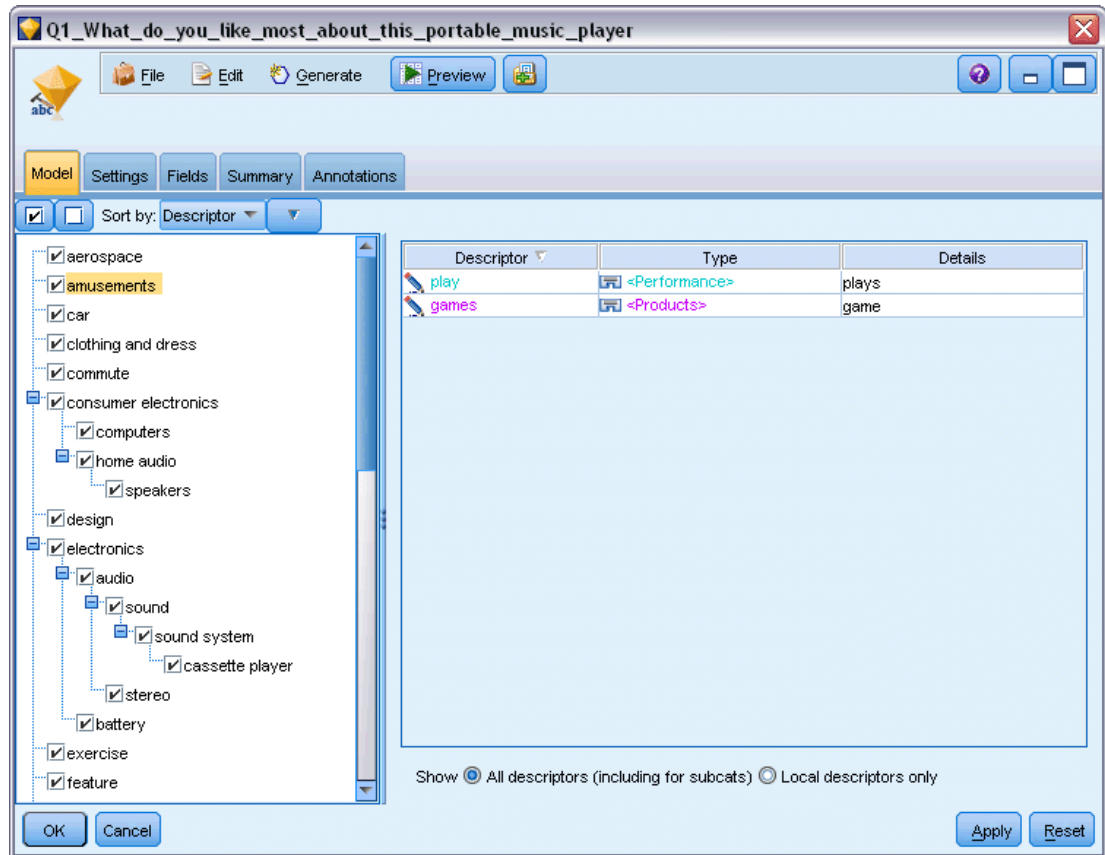 Q1_What_do_you_like_most_about_this_portable_music_player
File Edit Generate Preview
abc
Model Settings Fields Summary Annotations
Sort by: Descriptor
aerospace
amusements
car
clothing and dress
commute
consumer electronics
computers
home audio
speakers
design
electronics
audio
sound
sound system
cassette player
stereo
battery
exercise
feature
Descriptor Type Details
play <Performance> plays
games <Products> game
Show All descriptors (including for subcats) Local descriptors only
OK Cancel Apply Reset